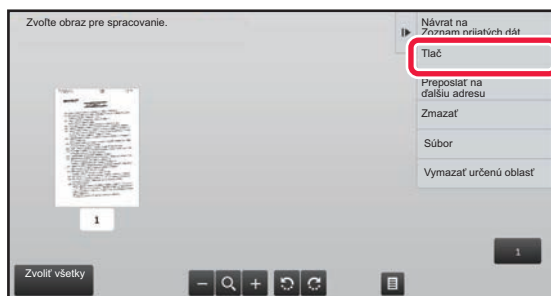 Zvoľte obraz pre spracovanie.
Návrat na
Zoznam prijatých dát
Tlač
Preposlať na
ďalšiu adresu
Zmazať
Súbor
Vymazať určenú oblasť
1
1
Zvoliť všetky